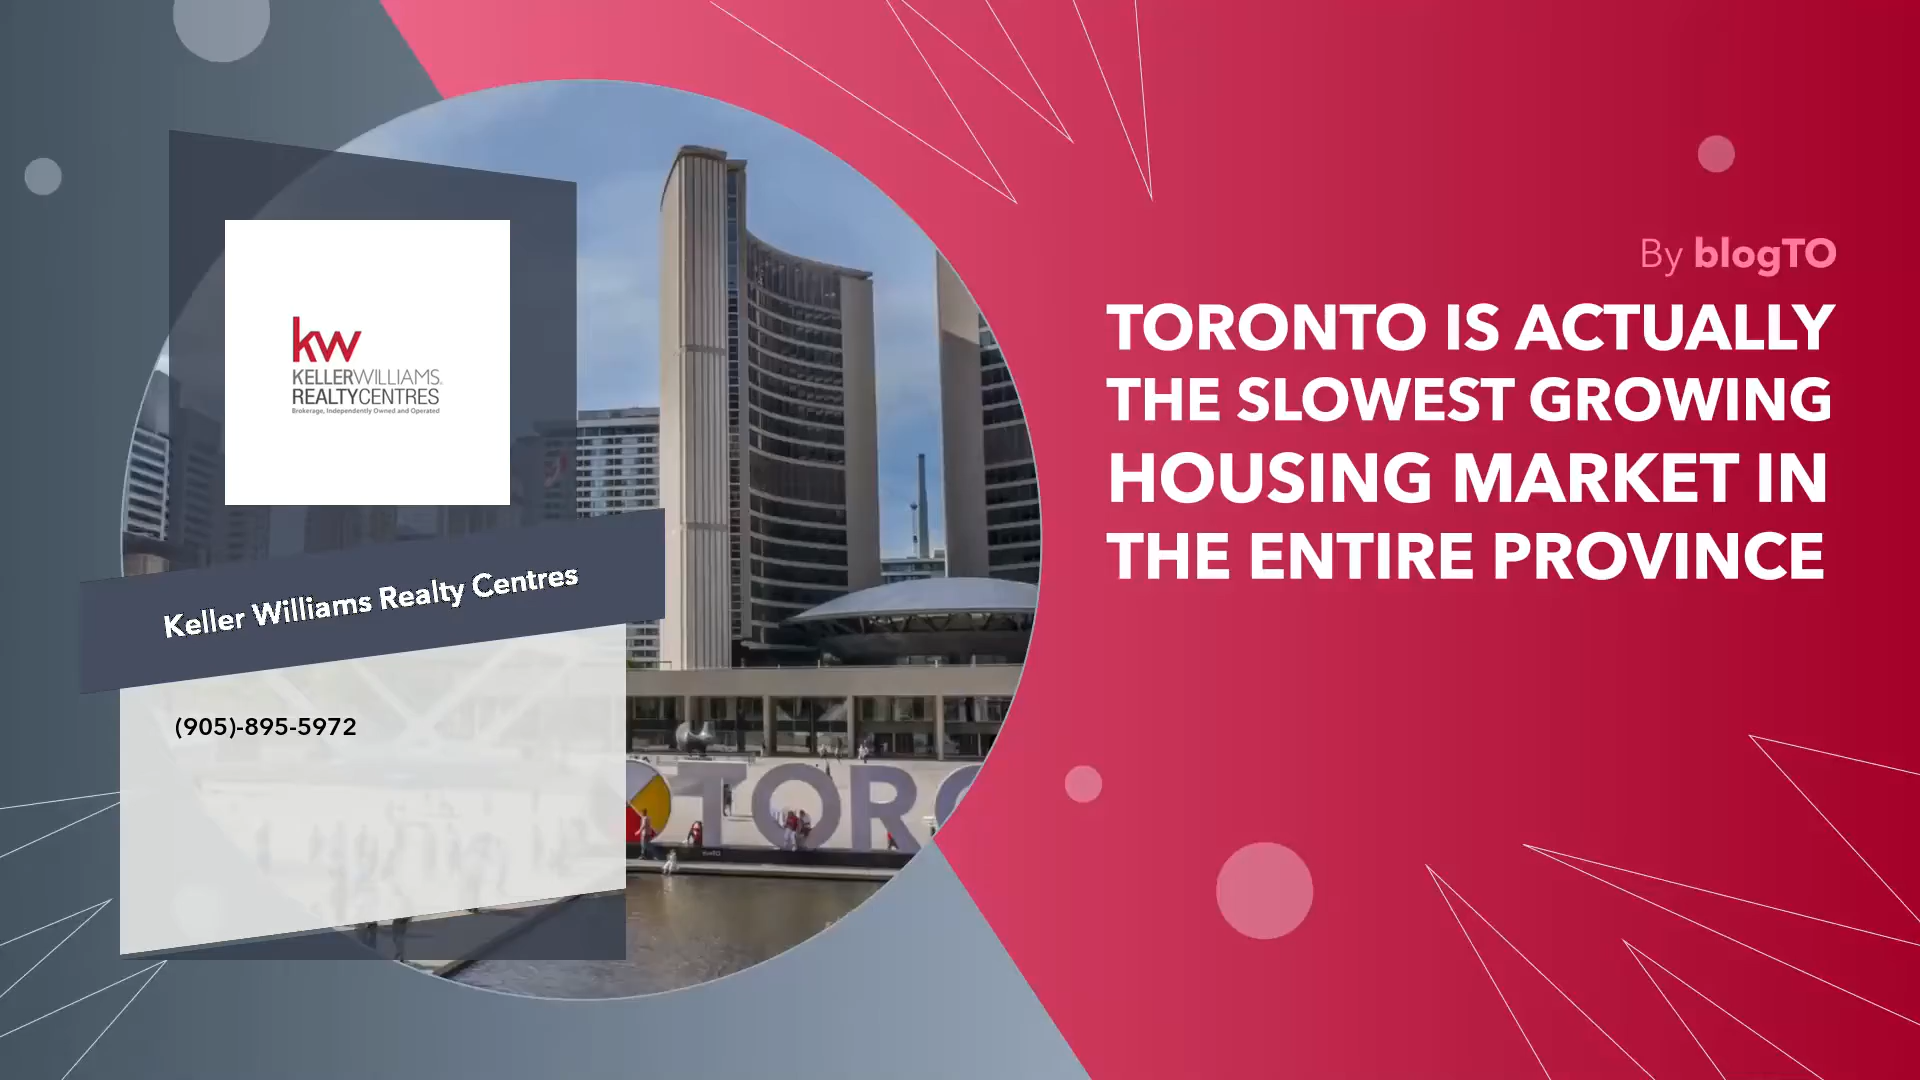 kw
KELLERWILLIAMS.
REALTYCENTRES
Brokerage, Independently Owned and Operated
Keller Williams Realty Centres
(905)-895-5972
By blogTO
TORONTO IS ACTUALLY
THE SLOWEST GROWING
HOUSING MARKET IN
THE ENTIRE PROVINCE
TORO